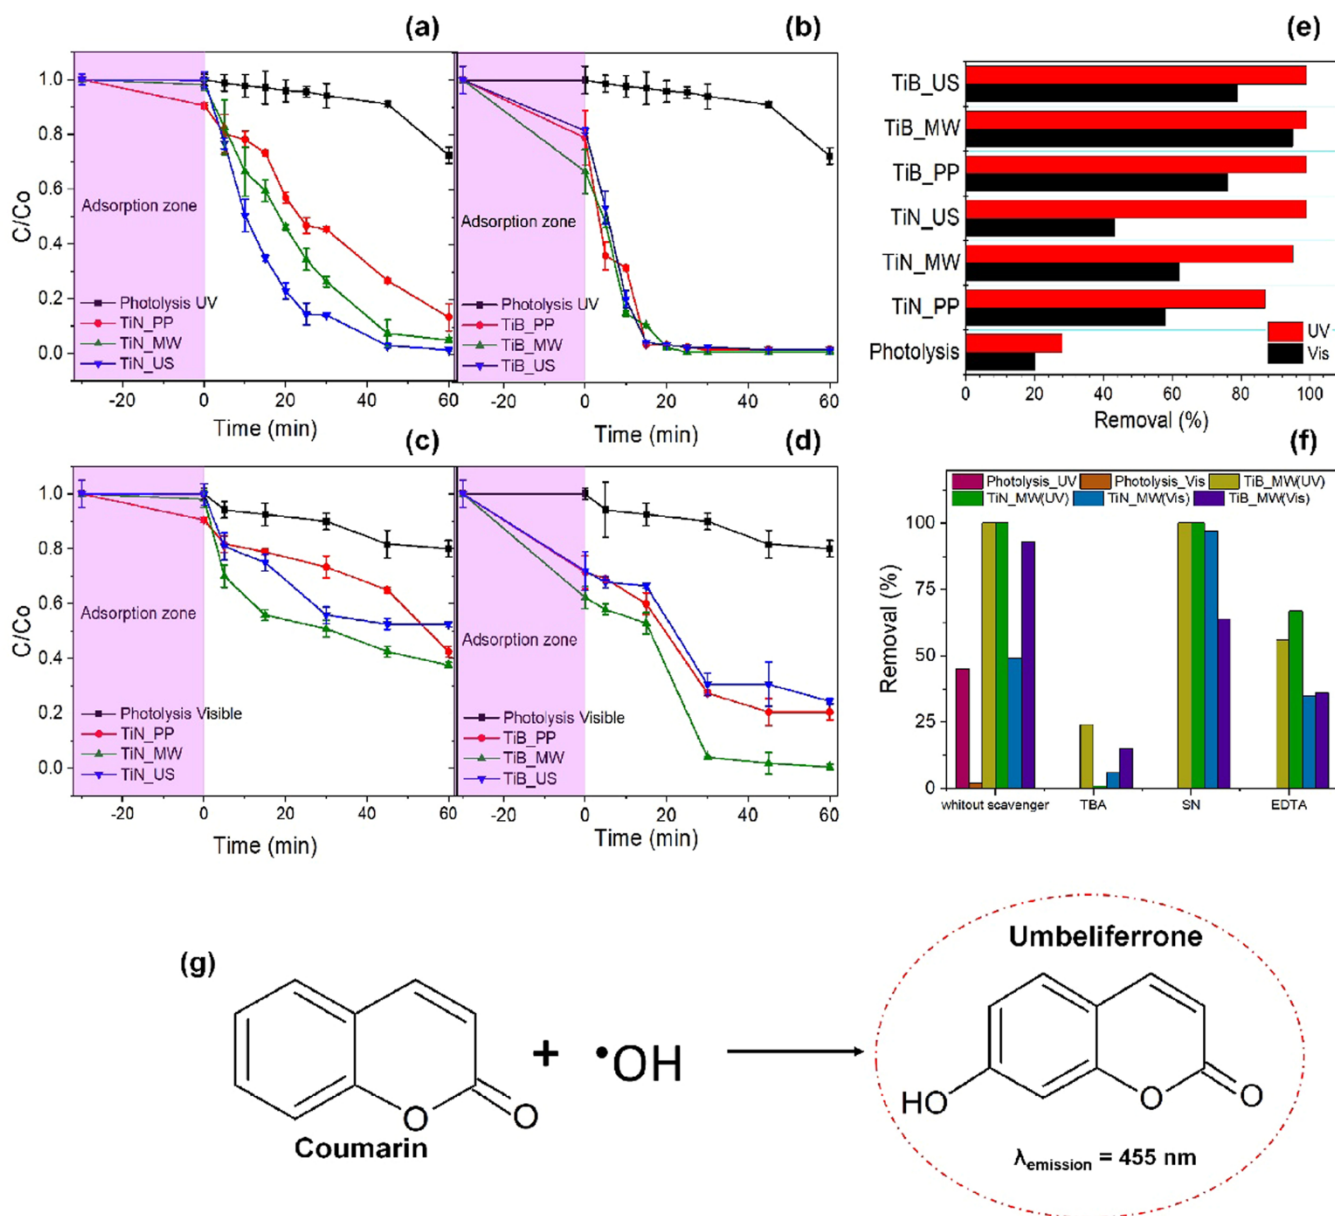 (a)
C/Co
1.0
0.8
0.6
0.4
0.2
0.0
Adsorption zone
Photolysis UV
TiN_PP
TiN_MW
TiN_US
-20 0 20 40 60
Time (min)
(b)
Adsorption zone
Photolysis UV
TiB_PP
TiB_MW
TiB_US
-20 0 20 40 60
Time (min)
(e)
TiB_US
TiB_MW
TiB_PP
TiN_US
TiN_MW
TiN_PP
Photolysis
UV
Vis
0 20 40 60 80 100
Removal (%)
(c)
C/Co
1.0
0.8
0.6
0.4
0.2
0.0
Adsorption zone
Photolysis Visible
TiN_PP
TiN_MW
TiN_US
-20 0 20 40 60
Time (min)
(d)
Adsorption zone
Photolysis Visible
TiB_PP
TiB_MW
TiB_US
-20 0 20 40 60
Time (min)
(f)
Photolysis_UV Photolysis_Vis TiB_MW(UV)
TiN_MW(UV) TiN_MW(Vis) TiB_MW(Vis)
Removal (%)
100
75
50
25
0
whitout scavenger TBA SN EDTA
(g)
O O
Coumarin
+ •OH
Umbeliferrone
HO O O
λemission = 455 nm